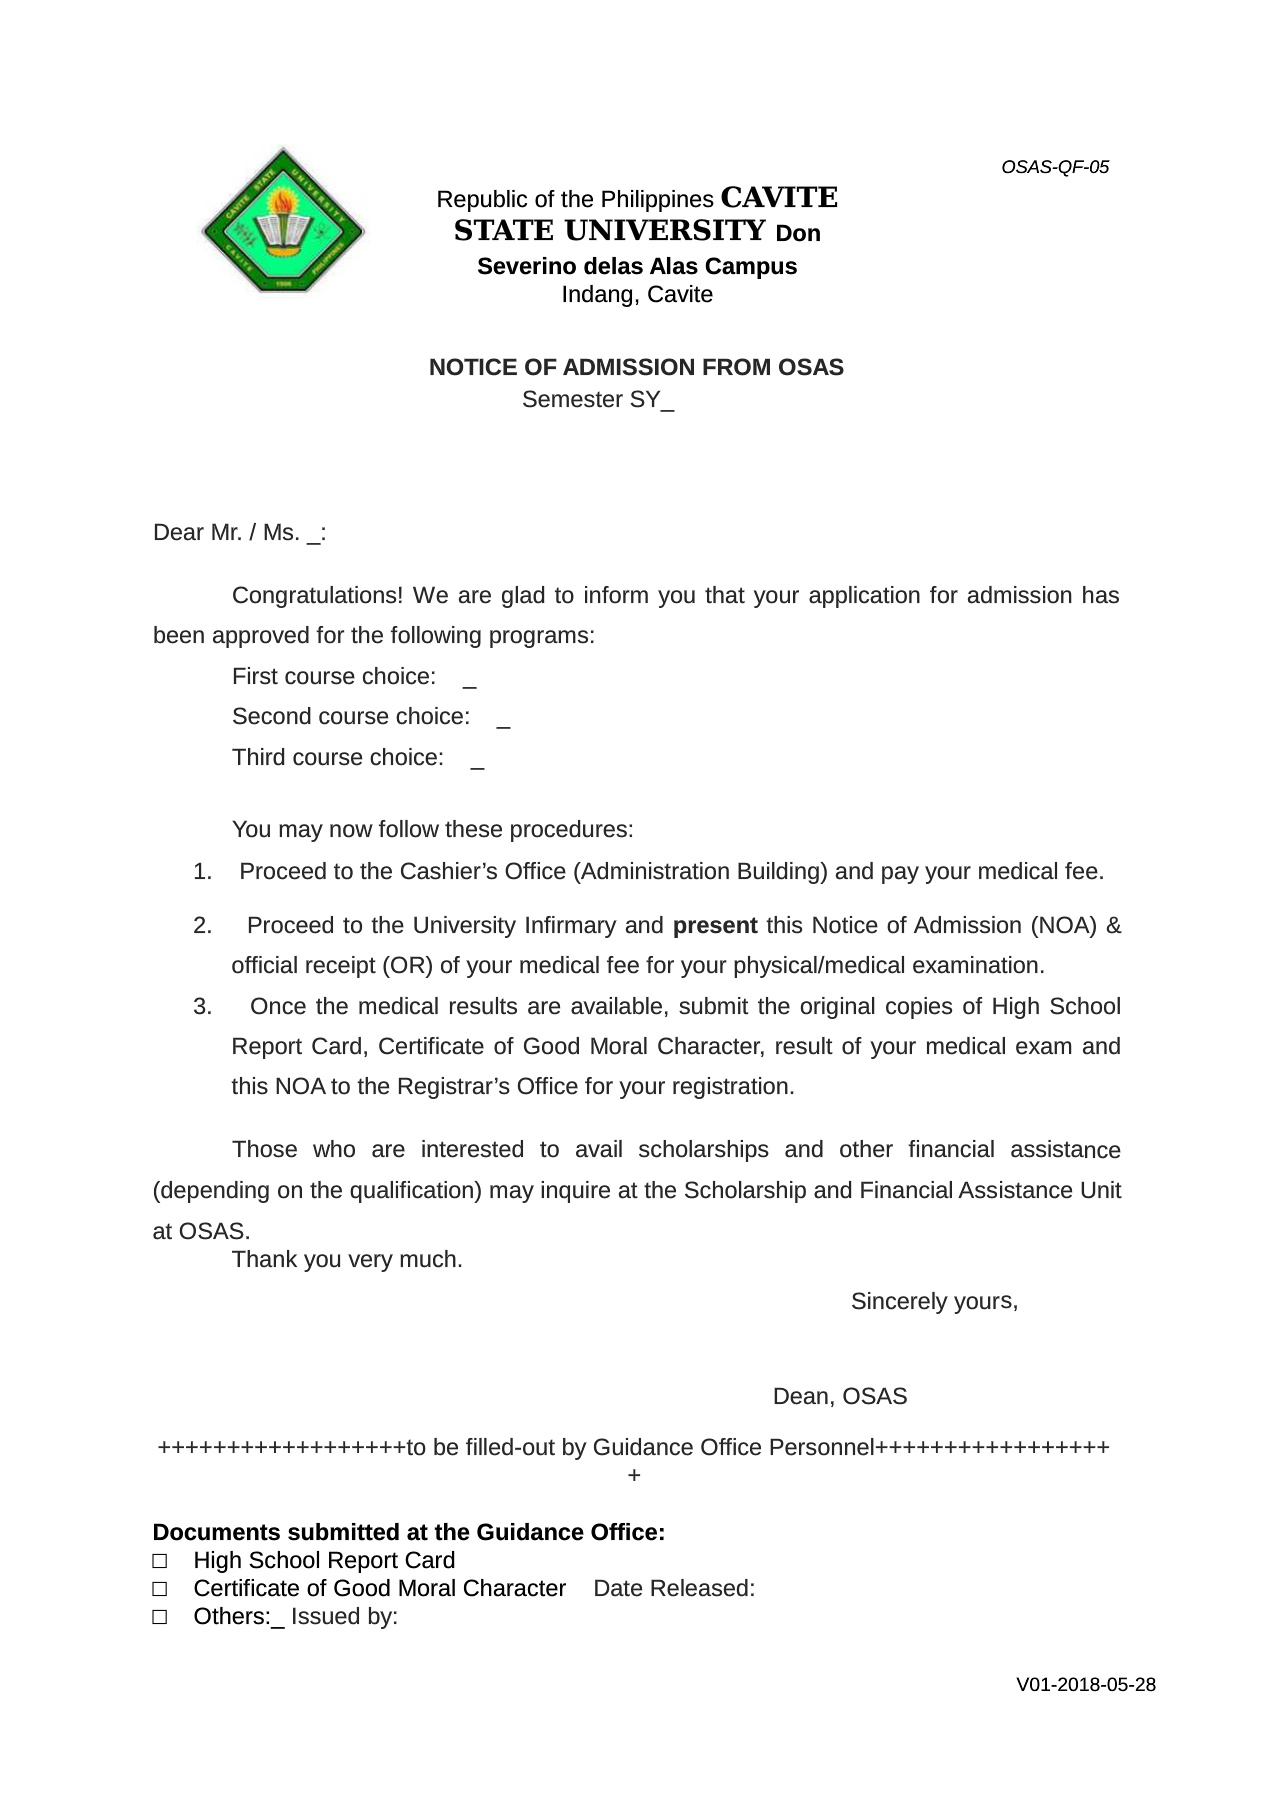 OSAS-QF-05
CAVITE STATE UNIVERSITY
CAVITE
PHILIPPINES
1906
Republic of the Philippines CAVITE
STATE UNIVERSITY Don
Severino delas Alas Campus
Indang, Cavite
NOTICE OF ADMISSION FROM OSAS
Semester SY_
Dear Mr. / Ms. _:
Congratulations! We are glad to inform you that your application for admission has
been approved for the following programs:
First course choice: _
Second course choice: _
Third course choice: _
You may now follow these procedures:
1. Proceed to the Cashier’s Office (Administration Building) and pay your medical fee.
2. Proceed to the University Infirmary and present this Notice of Admission (NOA) &
official receipt (OR) of your medical fee for your physical/medical examination.
3. Once the medical results are available, submit the original copies of High School
Report Card, Certificate of Good Moral Character, result of your medical exam and
this NOA to the Registrar’s Office for your registration.
Those who are interested to avail scholarships and other financial assistance
(depending on the qualification) may inquire at the Scholarship and Financial Assistance Unit
at OSAS.
Thank you very much.
Sincerely yours,
Dean, OSAS
++++++++++++++++++to be filled-out by Guidance Office Personnel+++++++++++++++++
+
Documents submitted at the Guidance Office:
□ High School Report Card
□ Certificate of Good Moral Character Date Released:
□ Others:_ Issued by:
V01-2018-05-28